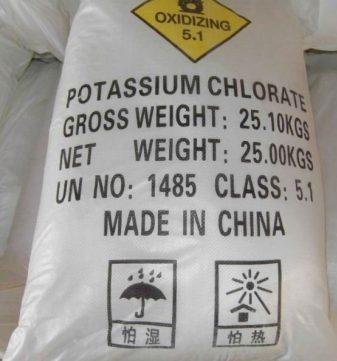 OXIDIZING
5.1
POTASSIUM CHLORATE
GROSS WEIGHT: 25.10KGS
NET WEIGHT: 25.00KGS
UN NO: 1485 CLASS: 5.1
MADE IN CHINA
怕湿 怕热